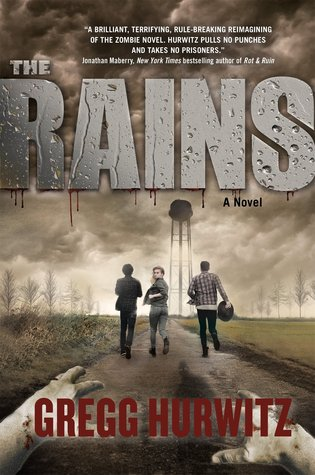 "A BRILLIANT, TERRIFYING, RULE-BREAKING REIMAGINING
OF THE ZOMBIE NOVEL. HURWITZ PULLS NO PUNCHES
AND TAKES NO PRISONERS."
Jonathan Maberry, New York Times bestselling author of Rot & Ruin
THE
RAINS
A Novel
GREGG HURWITZ